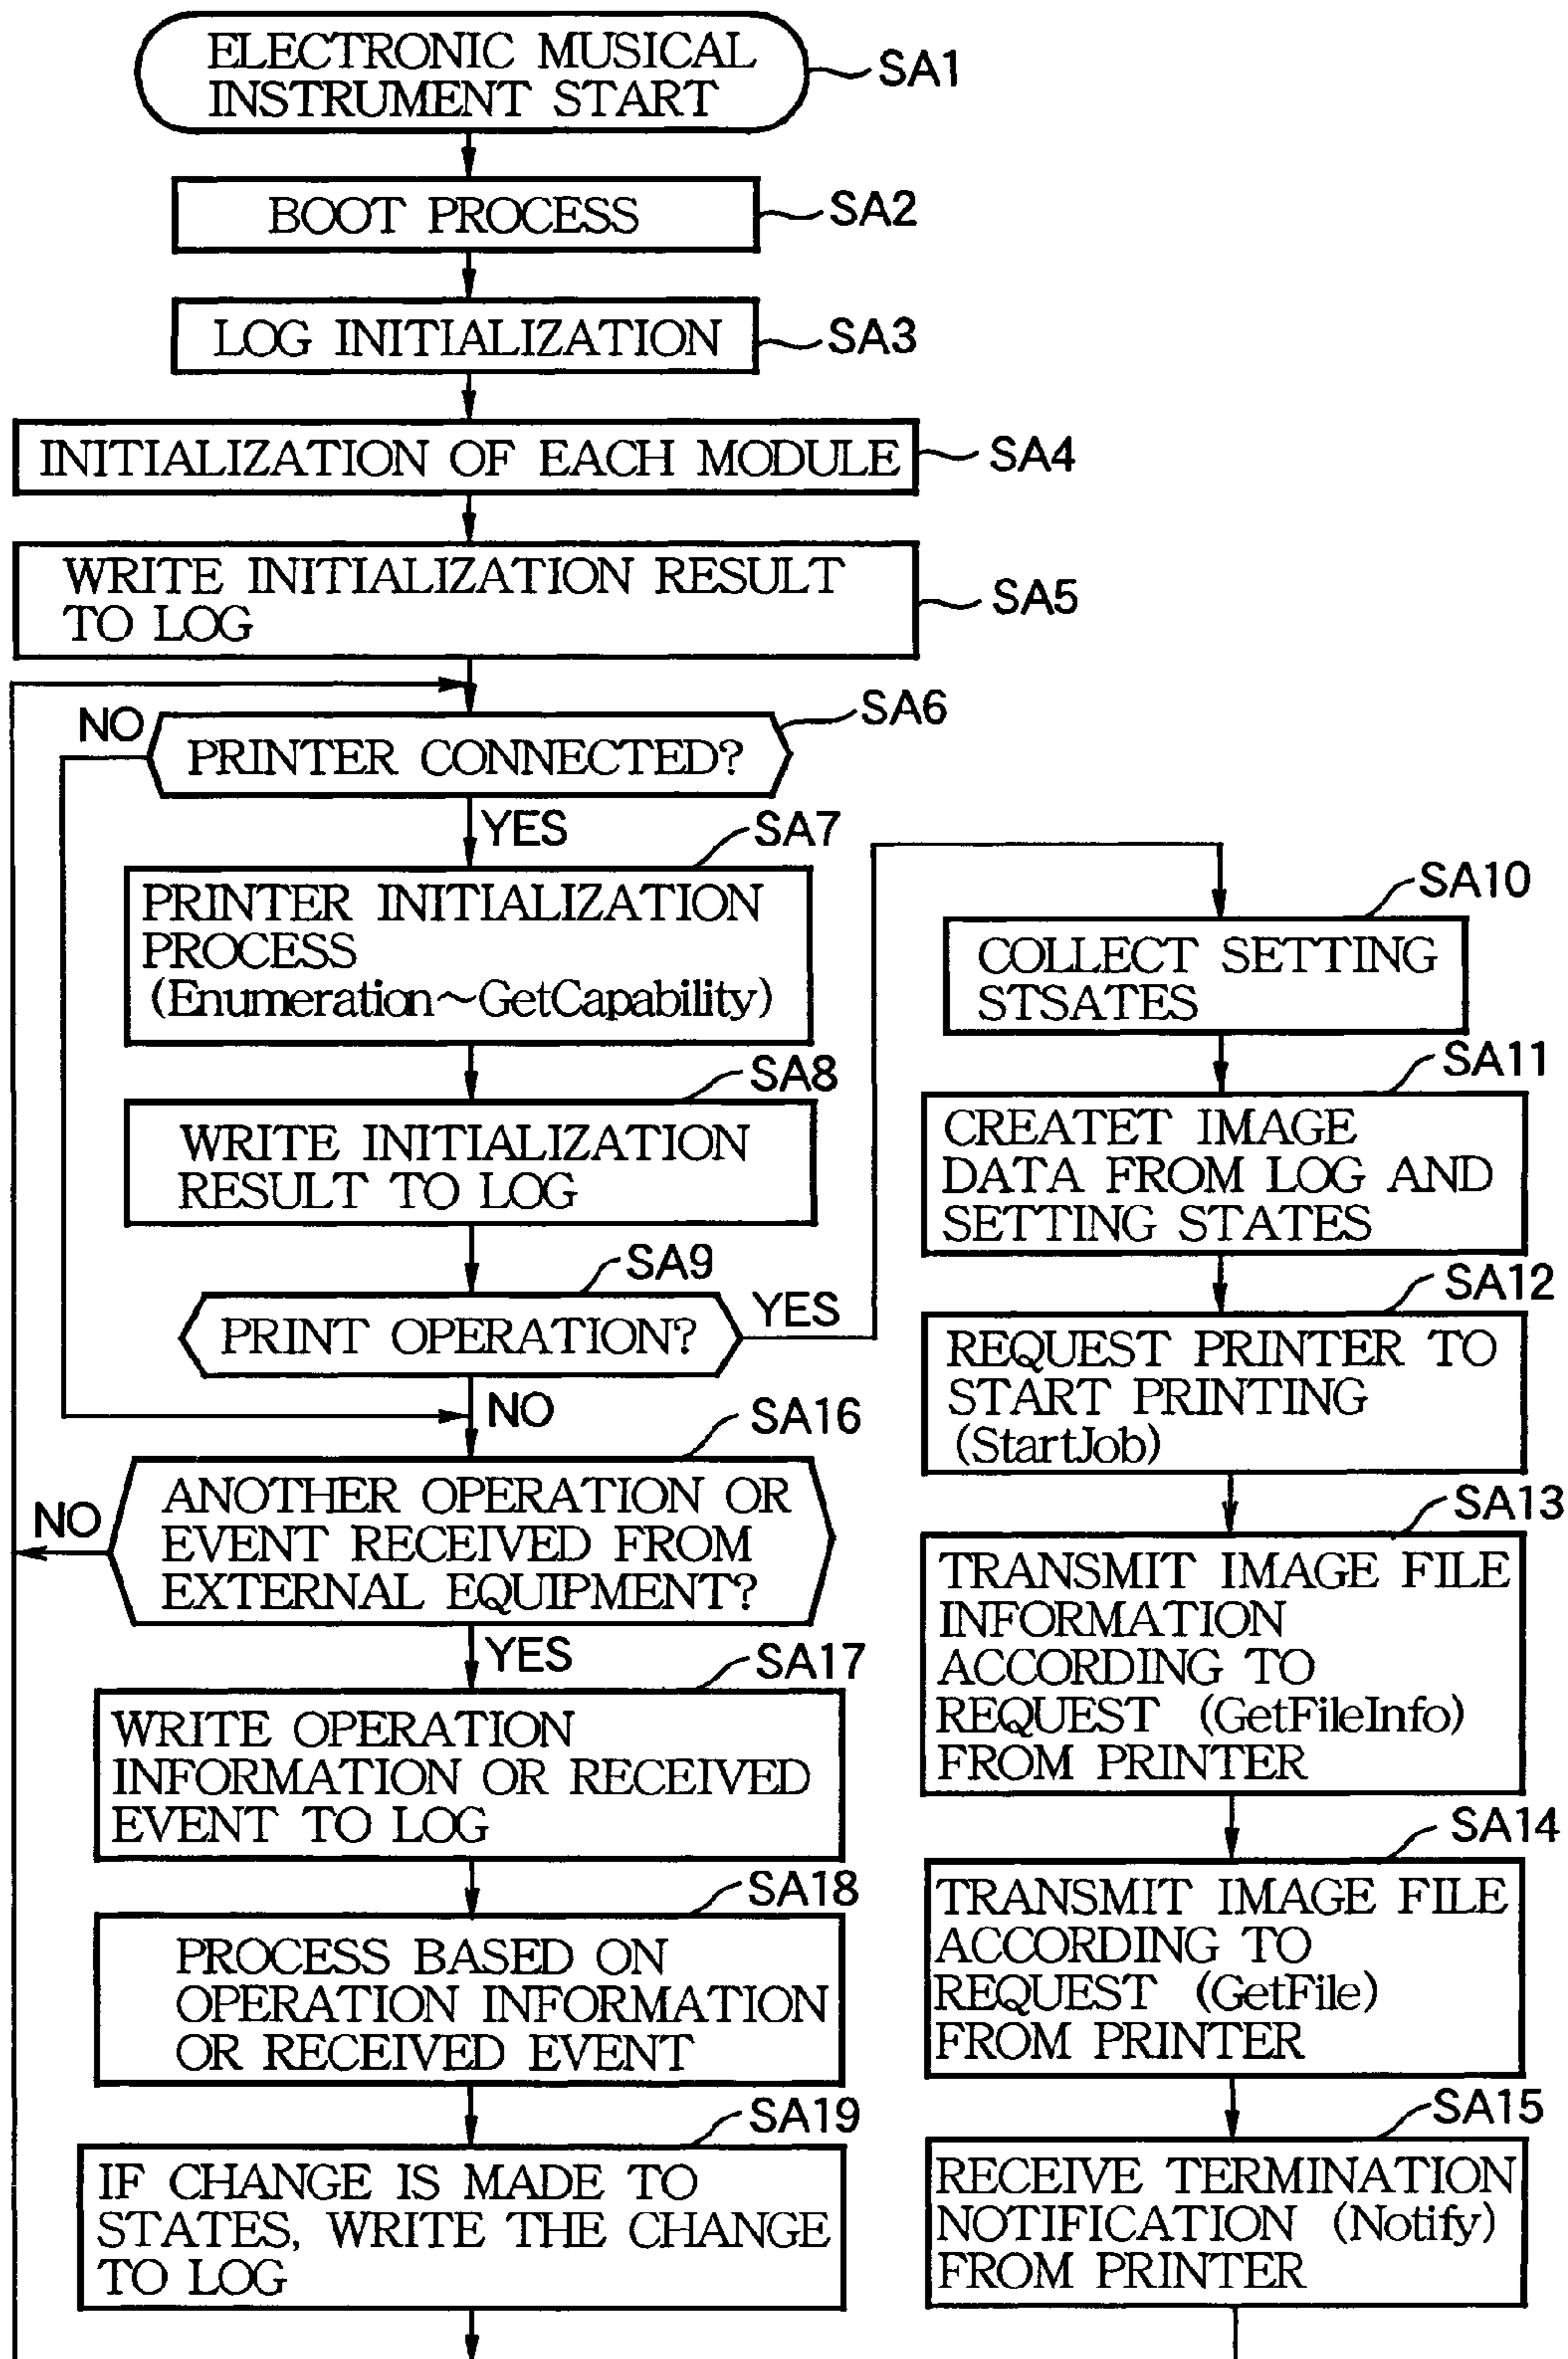 ELECTRONIC MUSICAL
INSTRUMENT START
SA1
BOOT PROCESS
SA2
LOG INITIALIZATION
SA3
INITIALIZATION OF EACH MODULE
SA4
WRITE INITIALIZATION RESULT
TO LOG
SA5
NO
PRINTER CONNECTED?
SA6
YES
SA7
PRINTER INITIALIZATION
PROCESS
(Enumeration~GetCapability)
SA8
WRITE INITIALIZATION
RESULT TO LOG
SA9
PRINT OPERATION?
YES
NO
SA10
COLLECT SETTING
STSATES
SA11
CREATET IMAGE
DATA FROM LOG AND
SETTING STATES
SA12
REQUEST PRINTER TO
START PRINTING
(StartJob)
SA13
TRANSMIT IMAGE FILE
INFORMATION
ACCORDING TO
REQUEST (GetFileInfo)
FROM PRINTER
SA14
TRANSMIT IMAGE FILE
ACCORDING TO
REQUEST (GetFile)
FROM PRINTER
SA15
RECEIVE TERMINATION
NOTIFICATION (Notify)
FROM PRINTER
SA16
NO
ANOTHER OPERATION OR
EVENT RECEIVED FROM
EXTERNAL EQUIPMENT?
YES
SA17
WRITE OPERATION
INFORMATION OR RECEIVED
EVENT TO LOG
SA18
PROCESS BASED ON
OPERATION INFORMATION
OR RECEIVED EVENT
SA19
IF CHANGE IS MADE TO
STATES, WRITE THE CHANGE
TO LOG